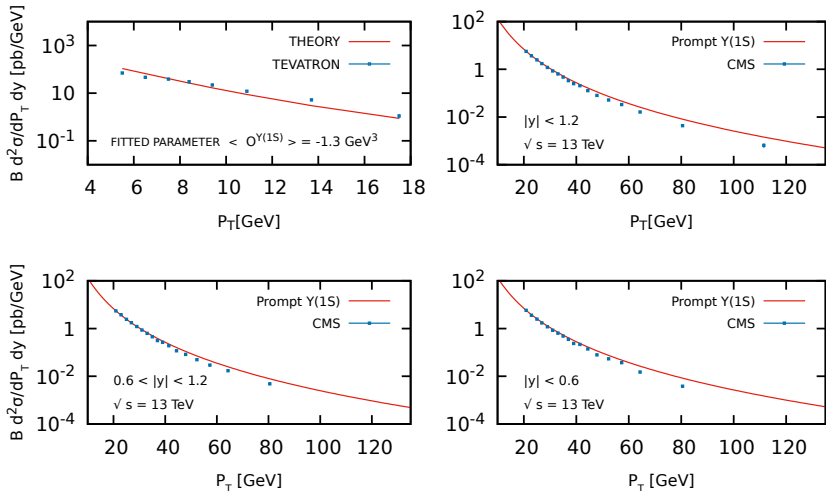 B d²σ/dP_T dy [pb/GeV]
10³
10
10⁻¹
THEORY
TEVATRON
FITTED PARAMETER < O^Y(1S) > = -1.3 GeV³
4 6 8 10 12 14 16 18
P_T[GeV]
10²
1
10⁻²
10⁻⁴
Prompt Y(1S)
CMS
|y| < 1.2
√ s = 13 TeV
20 40 60 80 100 120
P_T[GeV]
B d²σ/dP_T dy [pb/GeV]
10²
1
10⁻²
10⁻⁴
Prompt Y(1S)
CMS
0.6 < |y| < 1.2
√ s = 13 TeV
20 40 60 80 100 120
P_T [GeV]
10²
1
10⁻²
10⁻⁴
Prompt Y(1S)
CMS
|y| < 0.6
√ s = 13 TeV
20 40 60 80 100 120
P_T [GeV]